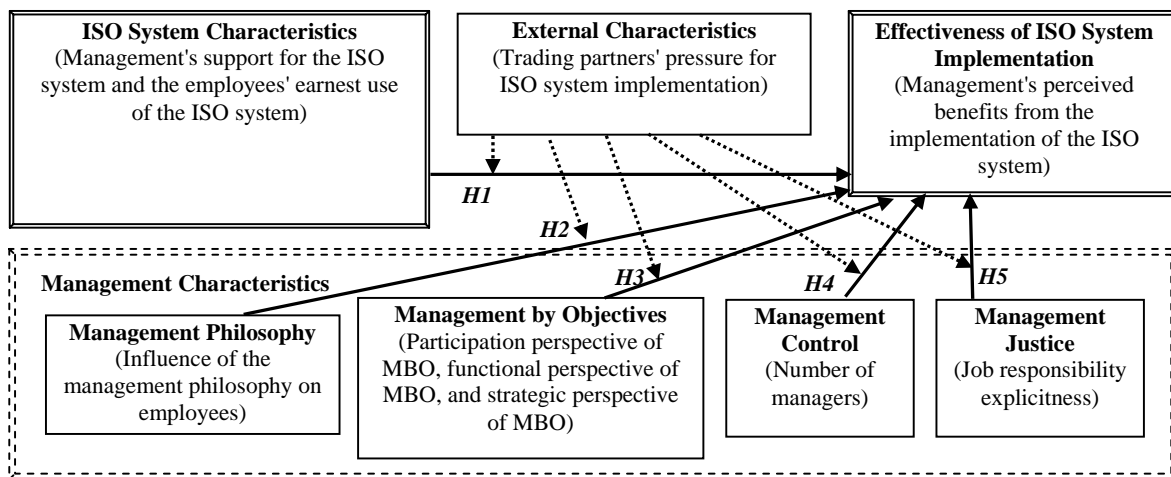 ISO System Characteristics
(Management's support for the ISO
system and the employees' earnest use
of the ISO system)
External Characteristics
(Trading partners' pressure for
ISO system implementation)
Effectiveness of ISO System
Implementation
(Management's perceived
benefits from the
implementation of the ISO
system)
H1
H2
H3
H4
H5
Management Characteristics
Management Philosophy
(Influence of the
management philosophy on
employees)
Management by Objectives
(Participation perspective of
MBO, functional perspective of
MBO, and strategic perspective
of MBO)
Management
Control
(Number of
managers)
Management
Justice
(Job responsibility
explicitness)